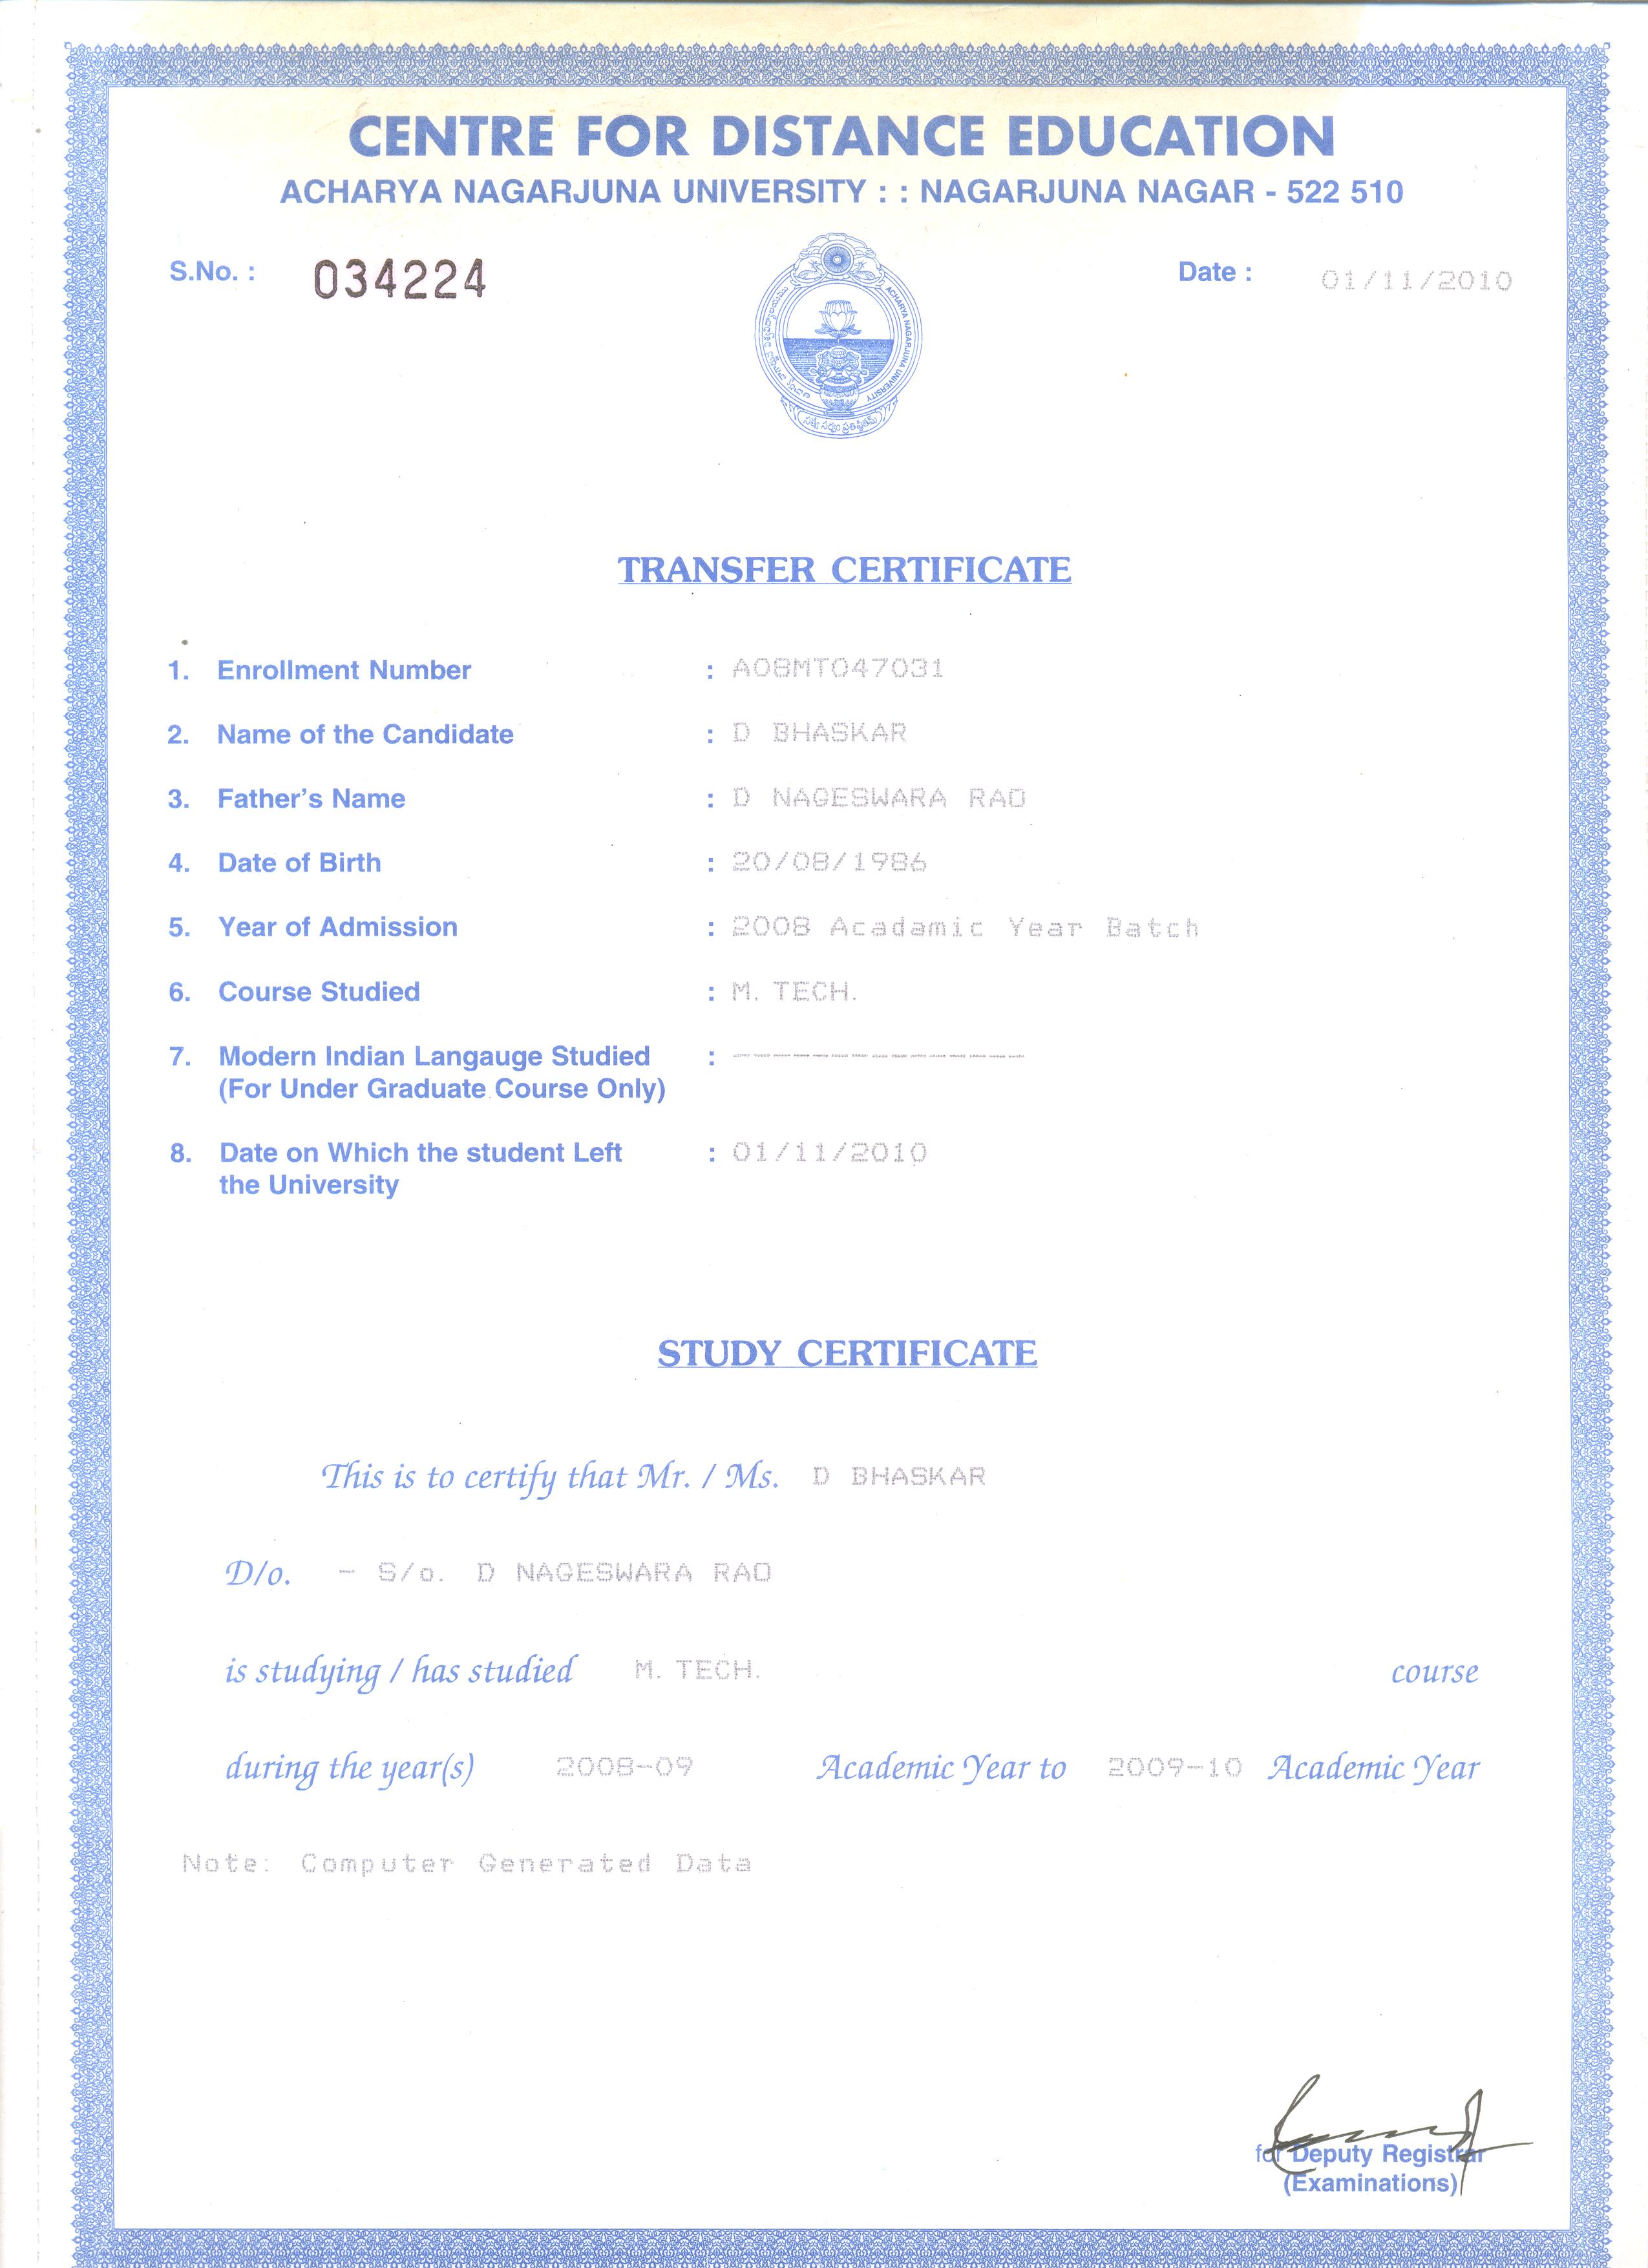 CENTRE FOR DISTANCE EDUCATION
ACHARYA NAGARJUNA UNIVERSITY : : NAGARJUNA NAGAR - 522 510
S.No. : 034224 Date : 01/11/2010
ACHARYA NAGARJUNA UNIVERSITY
TRANSFER CERTIFICATE
1. Enrollment Number : A08MT047031
2. Name of the Candidate : D BHASKAR
3. Father's Name : D NAGESWARA RAO
4. Date of Birth : 20/08/1986
5. Year of Admission : 2008 Acadamic Year Batch
6. Course Studied : M. TECH.
7. Modern Indian Langauge Studied : ---------------
(For Under Graduate Course Only)
8. Date on Which the student Left : 01/11/2010
the University
STUDY CERTIFICATE
This is to certify that Mr. / Ms. D BHASKAR
D/o. - S/o. D NAGESWARA RAO
is studying / has studied M. TECH. course
during the year(s) 2008-09 Academic Year to 2009-10 Academic Year
Note: Computer Generated Data
for Deputy Registrar
(Examinations)